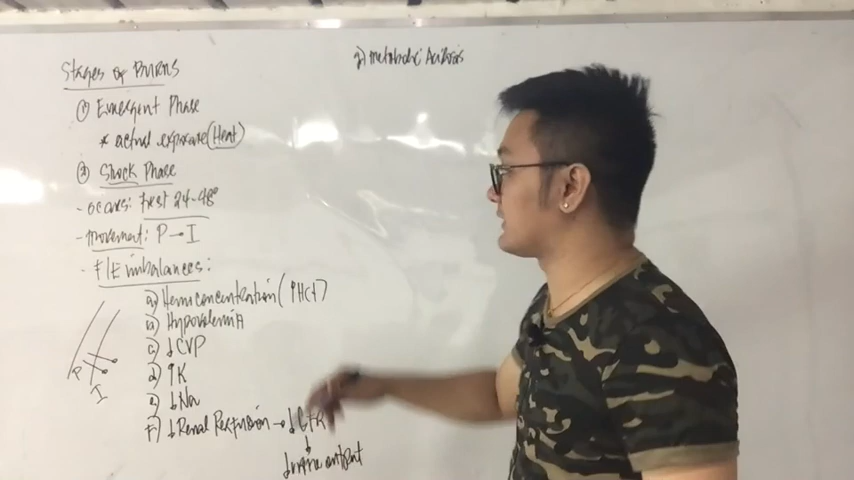 Stages of Burns
① Emergent Phase
* actual exposure (Heat)
② Shock Phase
- occurs: first 24-48°
- movement: P → I
- F/E imbalances:
a) Hemoconcentration (↑Hct)
b) Hypovolemia
c) ↓CVP
d) ↑K
e) ↓Na
F) ↓Renal Perfusion → ↓GFR
↓
↓urine output
P
I
g) Metabolic Acidosis